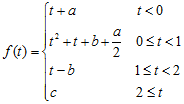 f(t) = { t + a    t < 0
t² + t + b + a/2    0 ≤ t < 1
t − b    1 ≤ t < 2
c    2 ≤ t